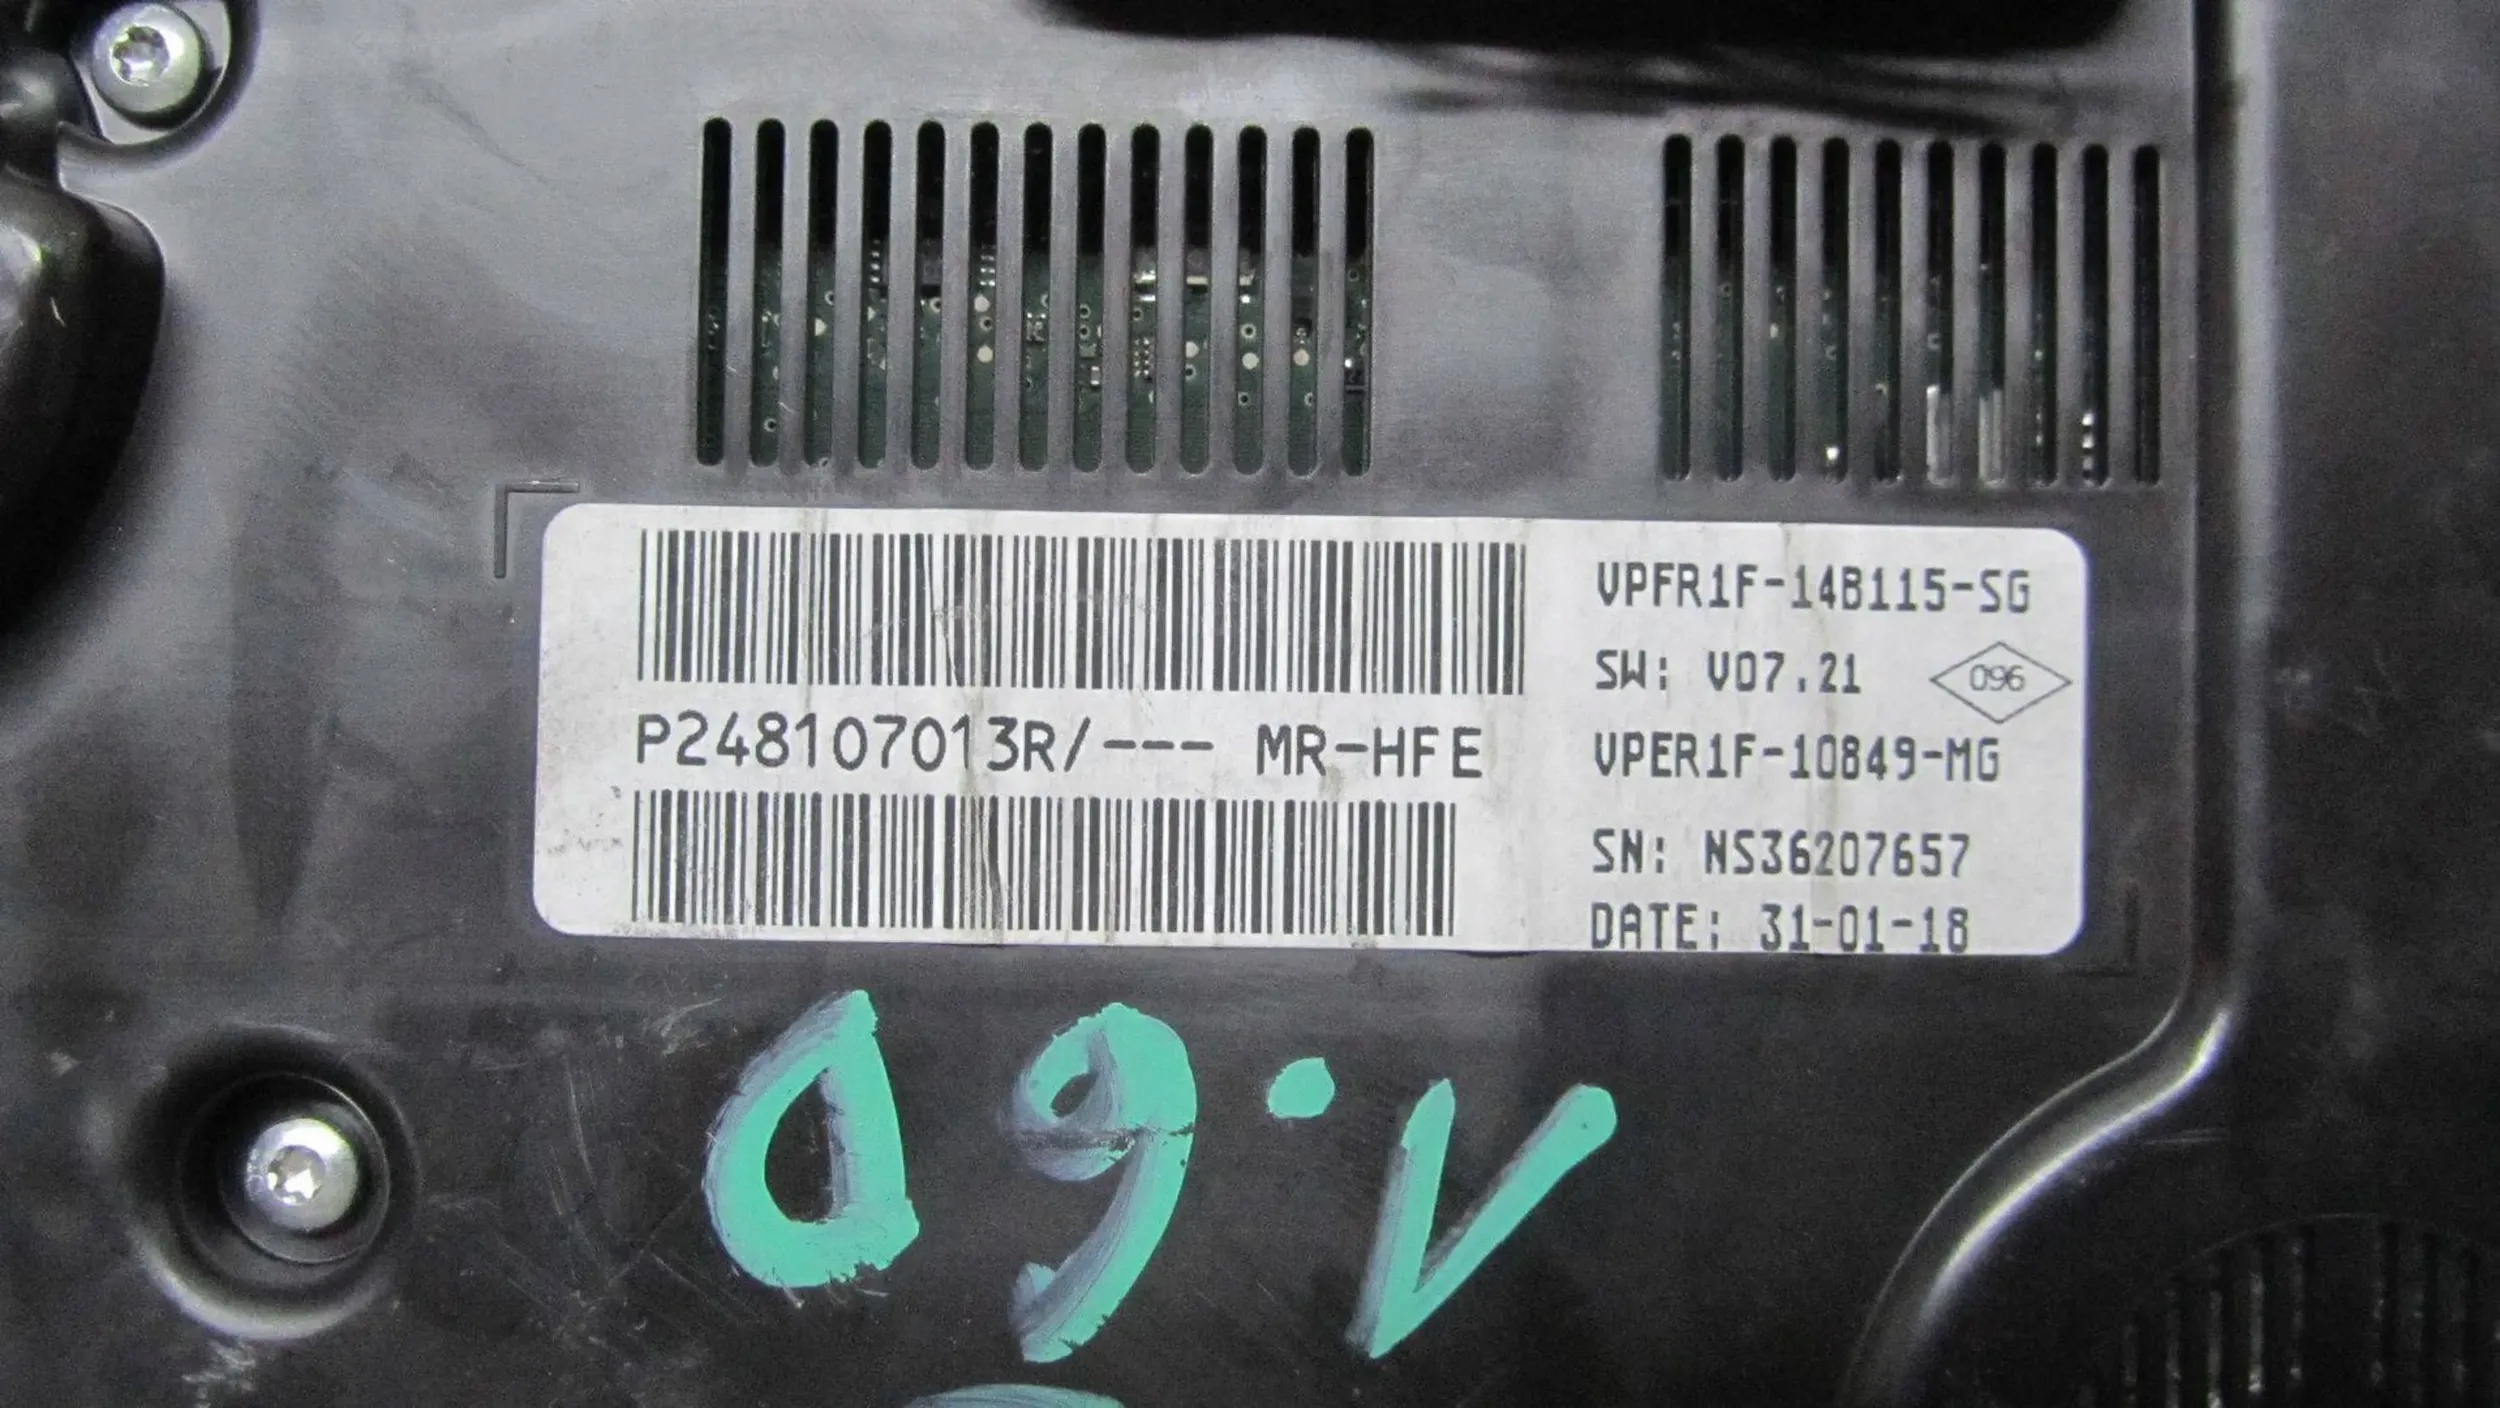 VPFR1F-14B115-SG
SW: V07.21
096
P248107013R/--- MR-HFE
VPER1F-10849-MG
SN: NS36207657
DATE: 31-01-18